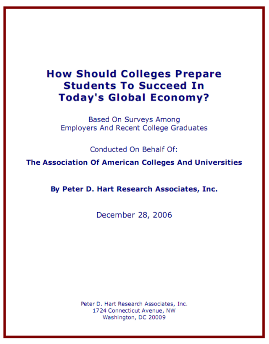 How Should Colleges Prepare
Students To Succeed In
Today's Global Economy?
Based On Surveys Among
Employers And Recent College Graduates
Conducted On Behalf Of:
The Association Of American Colleges And Universities
By Peter D. Hart Research Associates, Inc.
December 28, 2006
Peter D. Hart Research Associates, Inc.
1724 Connecticut Avenue, NW
Washington, DC 20009